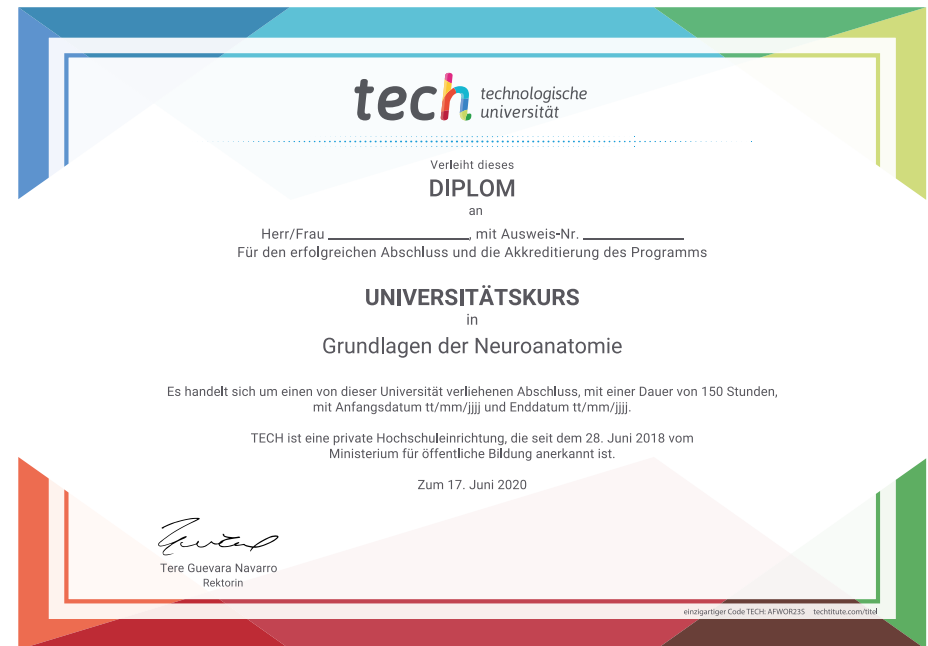 tech technologische
universität
Verleiht dieses
DIPLOM
an
Herr/Frau ____________, mit Ausweis-Nr. ____________
Für den erfolgreichen Abschluss und die Akkreditierung des Programms
UNIVERSITÄTSKURS
in
Grundlagen der Neuroanatomie
Es handelt sich um einen von dieser Universität verliehenen Abschluss, mit einer Dauer von 150 Stunden,
mit Anfangsdatum tt/mm/jjjj und Enddatum tt/mm/jjjj.
TECH ist eine private Hochschuleinrichtung, die seit dem 28. Juni 2018 vom
Ministerium für öffentliche Bildung anerkannt ist.
Zum 17. Juni 2020
Tere Guevara Navarro
Rektorin
einzigartiger Code TECH: AFWOR23S techtitute.com/titel